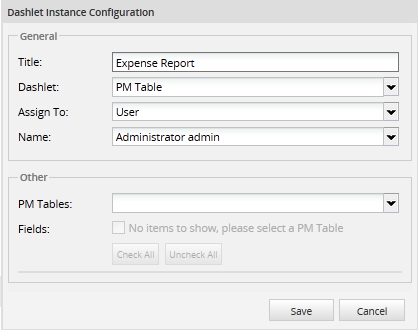 Dashlet Instance Configuration
General
Title: Expense Report
Dashlet: PM Table
Assign To: User
Name: Administrator admin
Other
PM Tables:
Fields: No items to show, please select a PM Table
Check All Uncheck All
Save Cancel